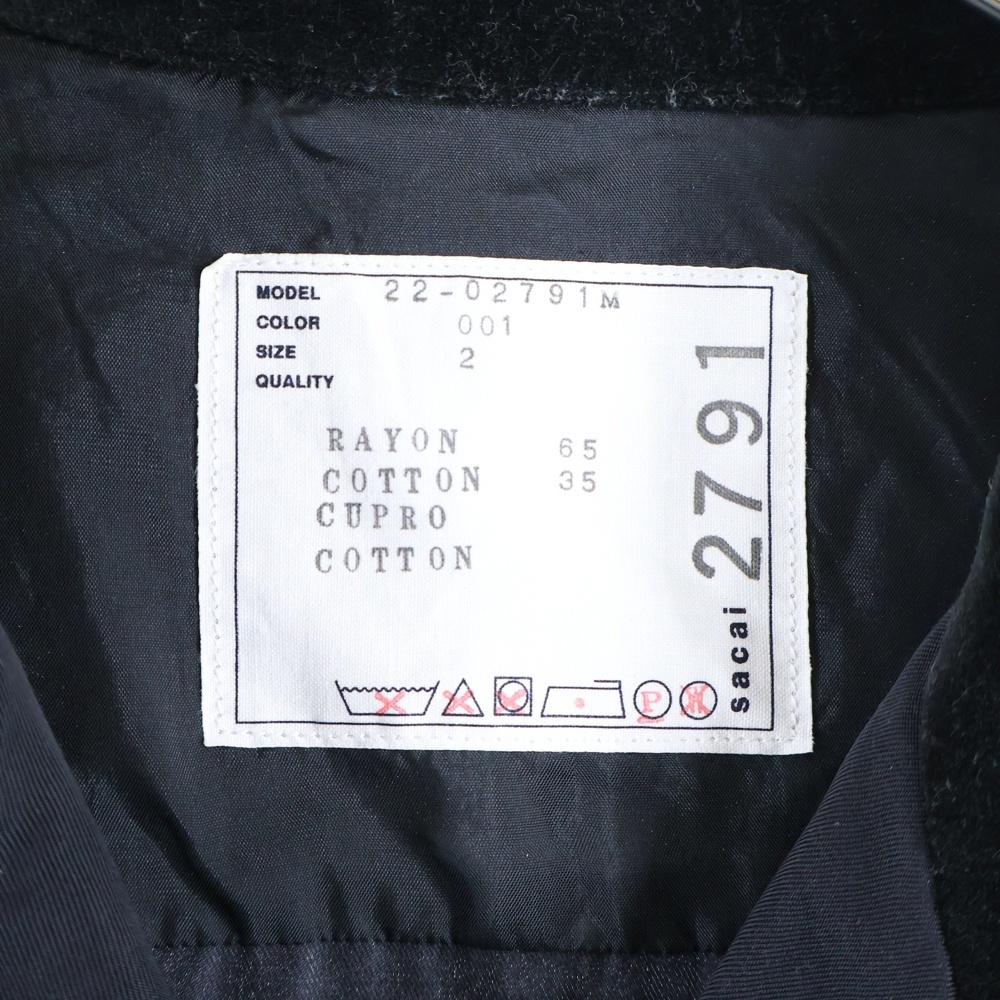 MODEL 22-02791M
COLOR 001
SIZE 2
QUALITY
RAYON 65
COTTON 35
CUPRO
COTTON
P
W
sacai 2791